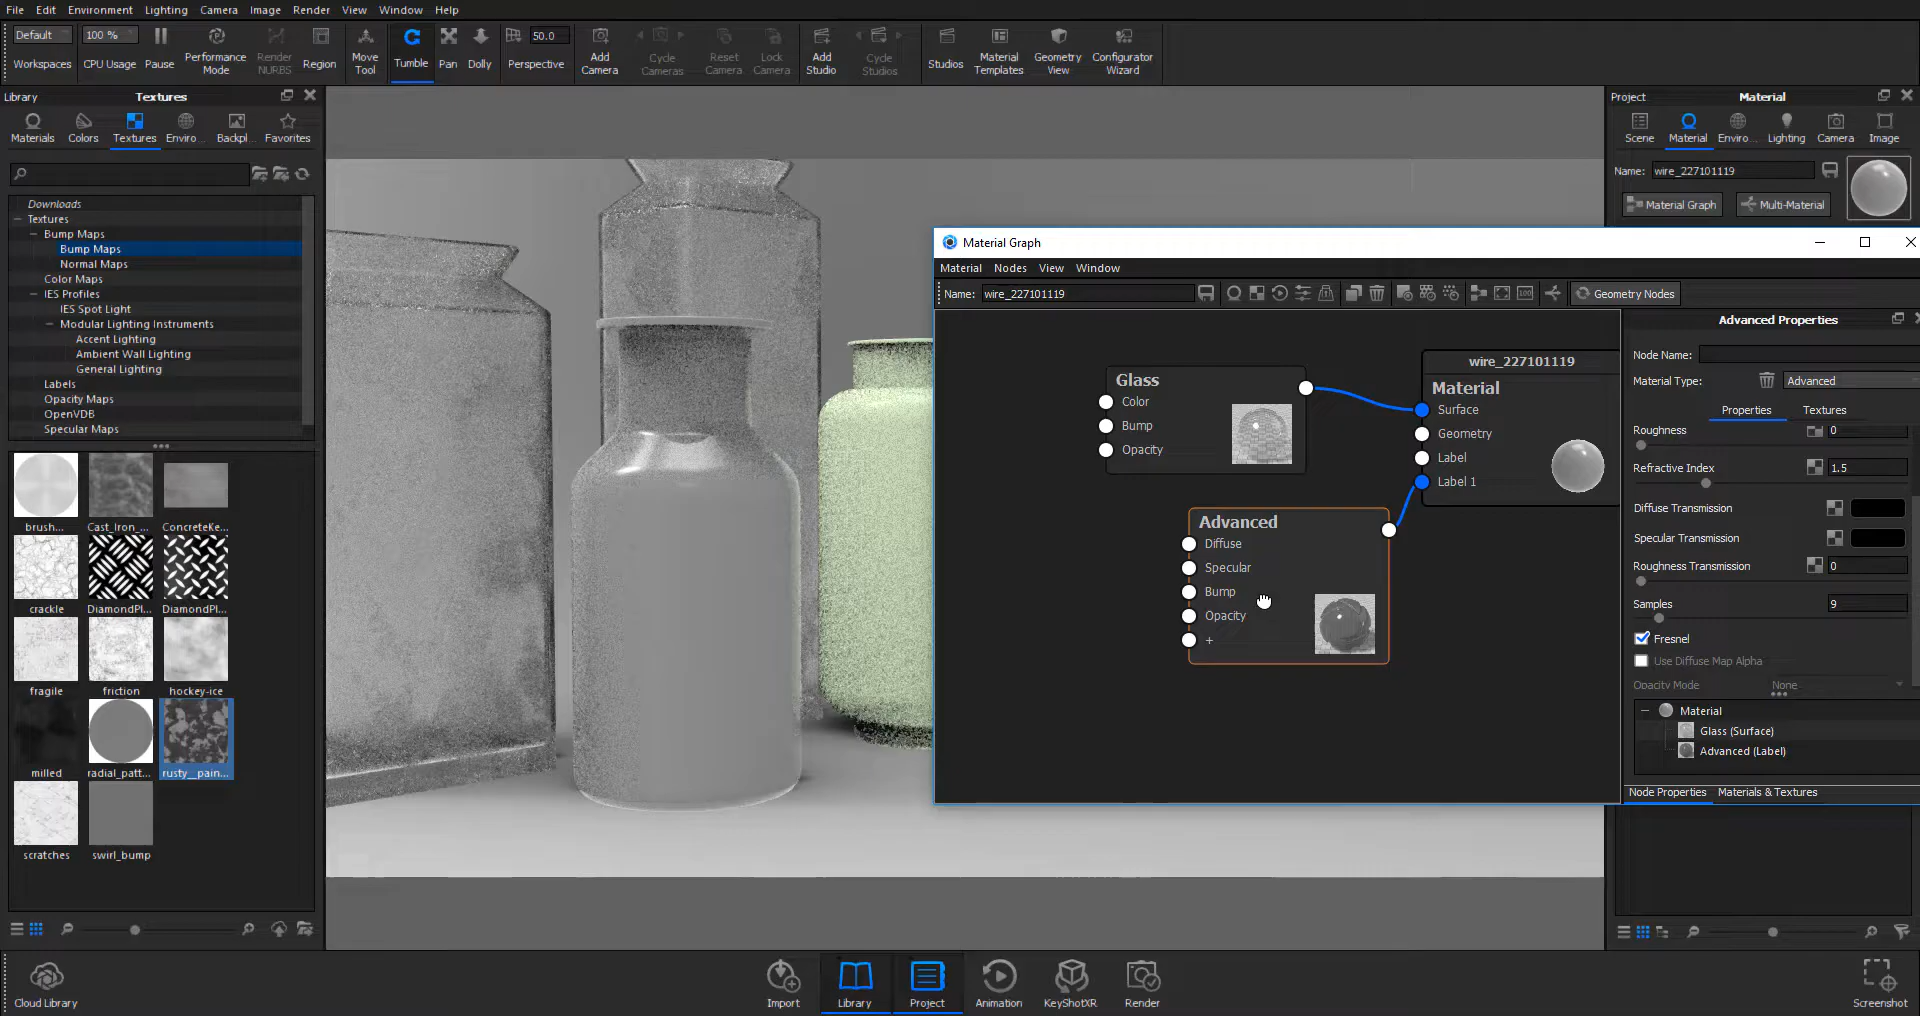 File Edit Environment Lighting Camera Image Render View Window Help
Default 100 % 50.0
Workspaces CPU Usage Pause Performance Mode Render NURBS Region Move Tool Tumble Pan Dolly Perspective Add Camera Cycle Cameras Reset Camera Lock Camera Add Studio Cycle Studios Studios Material Templates Geometry View Configurator Wizard
Library Textures
Materials Colors Textures Enviro... Backpl... Favorites
Downloads
Textures
Bump Maps
Bump Maps
Normal Maps
Color Maps
IES Profiles
IES Spot Light
Modular Lighting Instruments
Accent Lighting
Ambient Wall Lighting
General Lighting
Labels
Opacity Maps
OpenVDB
Specular Maps
brush... Cast_Iron_... ConcreteKe...
crackle DiamondPl... DiamondPl...
fragile friction hockey-ice
milled radial_patt... rusty_pain...
scratches swirl_bump
Project Material
Scene Material Enviro... Lighting Camera Image
Name: wire_227101119
Material Graph Multi-Material
Material Graph
Material Nodes View Window
Name: wire_227101119 100 Geometry Nodes
Glass
Color
Bump
Opacity
wire_227101119
Material
Surface
Geometry
Label
Label 1
Advanced
Diffuse
Specular
Bump
Opacity
+
Advanced Properties
Node Name:
Material Type: Advanced
Properties Textures
Roughness 0
Refractive Index 1.5
Diffuse Transmission
Specular Transmission
Roughness Transmission 0
Samples 9
Fresnel
Use Diffuse Map Alpha
Opacity Mode None
Material
Glass (Surface)
Advanced (Label)
Node Properties Materials & Textures
Cloud Library Import Library Project Animation KeyShotXR Render Screenshot